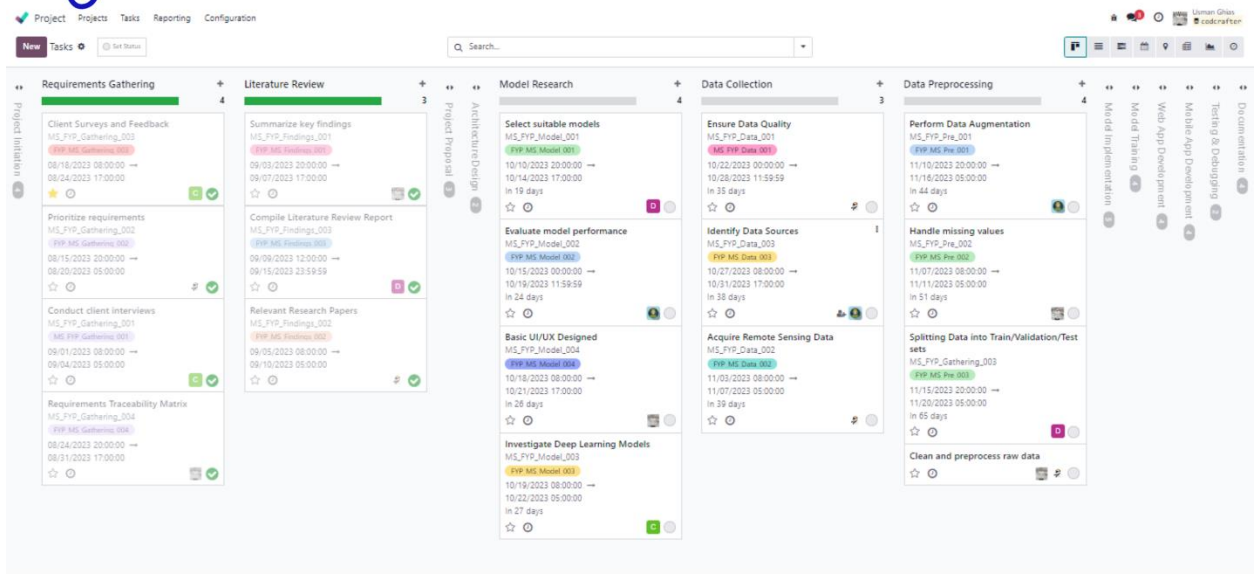 Project Projects Tasks Reporting Configuration
3
Usman Ghias
codcrafter
New Tasks Set Status
Search...
Project Initiation
Requirements Gathering +
4
Client Surveys and Feedback
MS_FYP_Gathering_003
FYP MS Gathering 003
08/18/2023 08:00:00 →
08/24/2023 17:00:00
C
Prioritize requirements
MS_FYP_Gathering_002
FYP MS Gathering 002
08/15/2023 20:00:00 →
08/20/2023 05:00:00
Conduct client interviews
MS_FYP_Gathering_001
MS FYP Gathering 001
09/01/2023 08:00:00 →
09/04/2023 05:00:00
C
Requirements Traceability Matrix
MS_FYP_Gathering_004
FYP MS Gathering 004
08/24/2023 20:00:00 →
08/31/2023 17:00:00
Literature Review +
3
Summarize key findings
MS_FYP_Findings_001
FYP MS Findings 001
09/03/2023 20:00:00 →
09/07/2023 17:00:00
Compile Literature Review Report
MS_FYP_Findings_003
FYP MS Findings 003
09/09/2023 12:00:00 →
09/15/2023 23:59:59
D
Relevant Research Papers
MS_FYP_Findings_002
FYP MS Findings 002
09/05/2023 08:00:00 →
09/10/2023 05:00:00
Project Proposal
Architecture Design
Model Research +
4
Select suitable models
MS_FYP_Model_001
FYP MS Model 001
10/10/2023 20:00:00 →
10/14/2023 17:00:00
In 19 days
D
Evaluate model performance
MS_FYP_Model_002
FYP MS Model 002
10/15/2023 00:00:00 →
10/19/2023 11:59:59
In 24 days
Basic UI/UX Designed
MS_FYP_Model_004
FYP MS Model 004
10/18/2023 08:00:00 →
10/21/2023 17:00:00
In 26 days
Investigate Deep Learning Models
MS_FYP_Model_003
FYP MS Model 003
10/19/2023 08:00:00 →
10/22/2023 05:00:00
In 27 days
C
Data Collection +
3
Ensure Data Quality
MS_FYP_Data_001
MS FYP Data 001
10/22/2023 00:00:00 →
10/28/2023 11:59:59
In 35 days
Identify Data Sources
MS_FYP_Data_003
FYP MS Data 003
10/27/2023 08:00:00 →
10/31/2023 17:00:00
In 38 days
Acquire Remote Sensing Data
MS_FYP_Data_002
FYP MS Data 002
11/03/2023 08:00:00 →
11/07/2023 05:00:00
In 39 days
Data Preprocessing +
4
Perform Data Augmentation
MS_FYP_Pre_001
FYP MS Pre 001
11/10/2023 20:00:00 →
11/16/2023 05:00:00
In 44 days
Handle missing values
MS_FYP_Pre_002
FYP MS Pre 002
11/07/2023 08:00:00 →
11/11/2023 05:00:00
In 51 days
Splitting Data into Train/Validation/Test
sets
MS_FYP_Gathering_003
FYP MS Pre 003
11/15/2023 20:00:00 →
11/20/2023 05:00:00
In 65 days
D
Clean and preprocess raw data
Model Implementation
Model Training
Web App Development
Mobile App Development
Testing & Debugging
Documentation